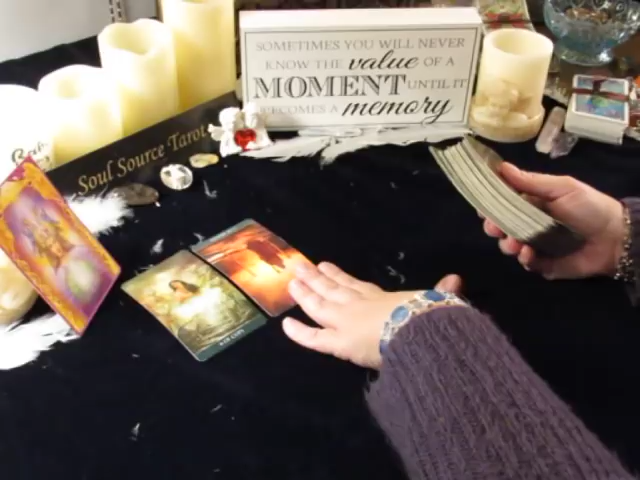 SOMETIMES YOU WILL NEVER
KNOW THE value OF A
MOMENT UNTIL IT
BECOMES A memory
Soul Source Tarot